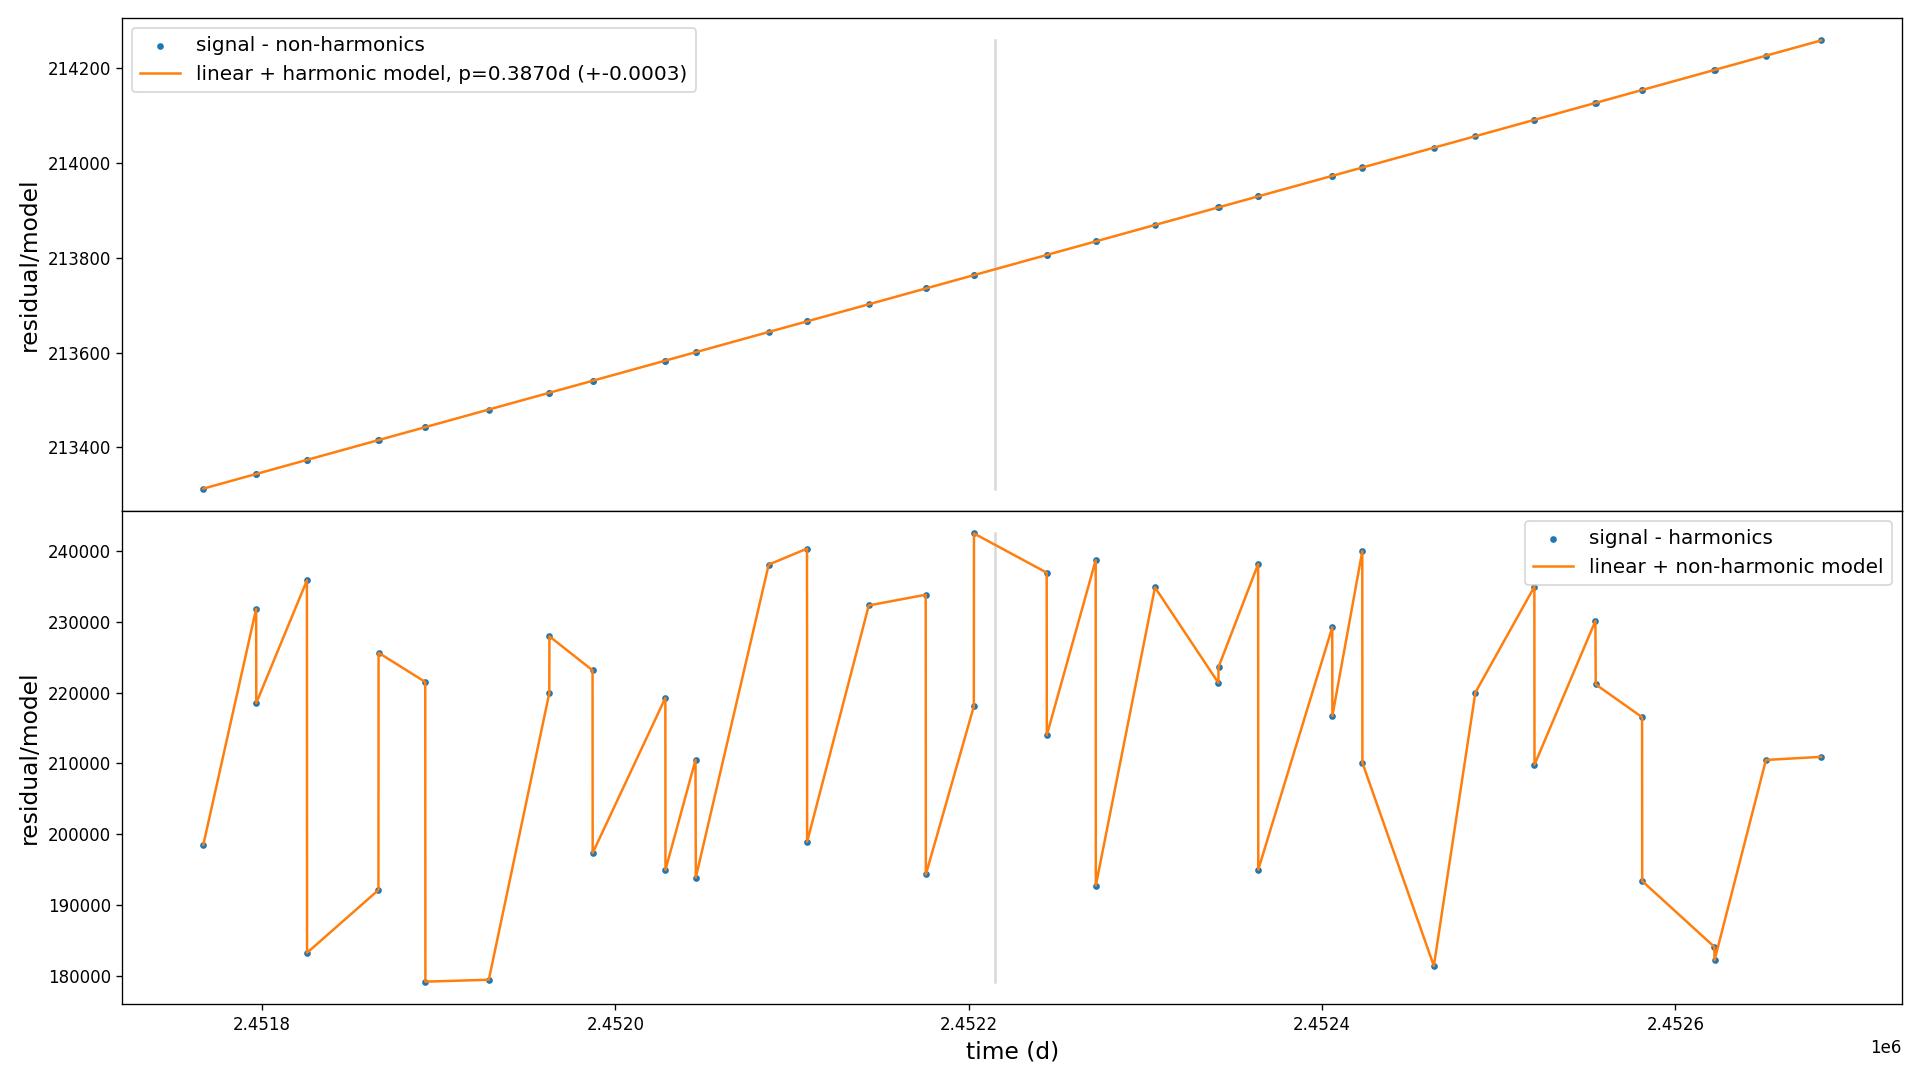 signal - non-harmonics
linear + harmonic model, p=0.3870d (+-0.0003)
214200
214000
213800
213600
213400
residual/model
signal - harmonics
linear + non-harmonic model
240000
230000
220000
210000
200000
190000
180000
residual/model
2.4518
2.4520
2.4522
2.4524
2.4526
1e6
time (d)